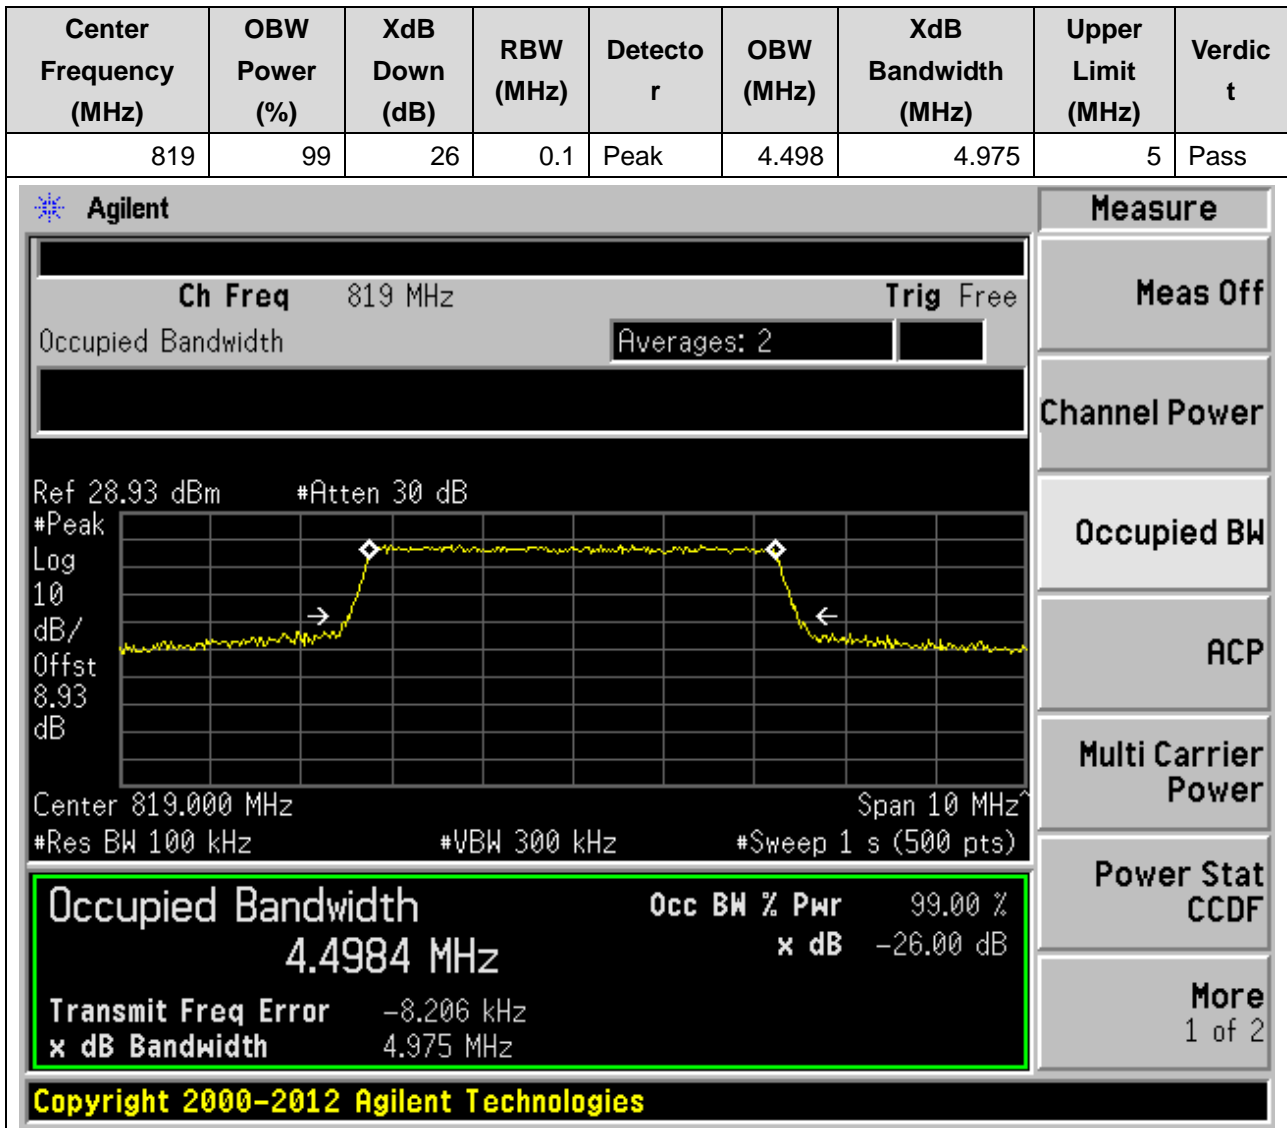 Center Frequency (MHz) OBW Power (%) XdB Down (dB) RBW (MHz) Detector OBW (MHz) XdB Bandwidth (MHz) Upper Limit (MHz) Verdict
819 99 26 0.1 Peak 4.498 4.975 5 Pass
Agilent
Measure
Ch Freq 819 MHz Trig Free
Occupied Bandwidth Averages: 2
Meas Off
Channel Power
Occupied BW
ACP
Multi Carrier
Power
Power Stat
CCDF
More
1 of 2
Ref 28.93 dBm #Atten 30 dB
#Peak
Log
10
dB/
Offst
8.93
dB
Center 819.000 MHz Span 10 MHz^
#Res BW 100 kHz #VBW 300 kHz #Sweep 1 s (500 pts)
Occupied Bandwidth Occ BW % Pwr 99.00 %
4.4984 MHz x dB -26.00 dB
Transmit Freq Error -8.206 kHz
x dB Bandwidth 4.975 MHz
Copyright 2000-2012 Agilent Technologies